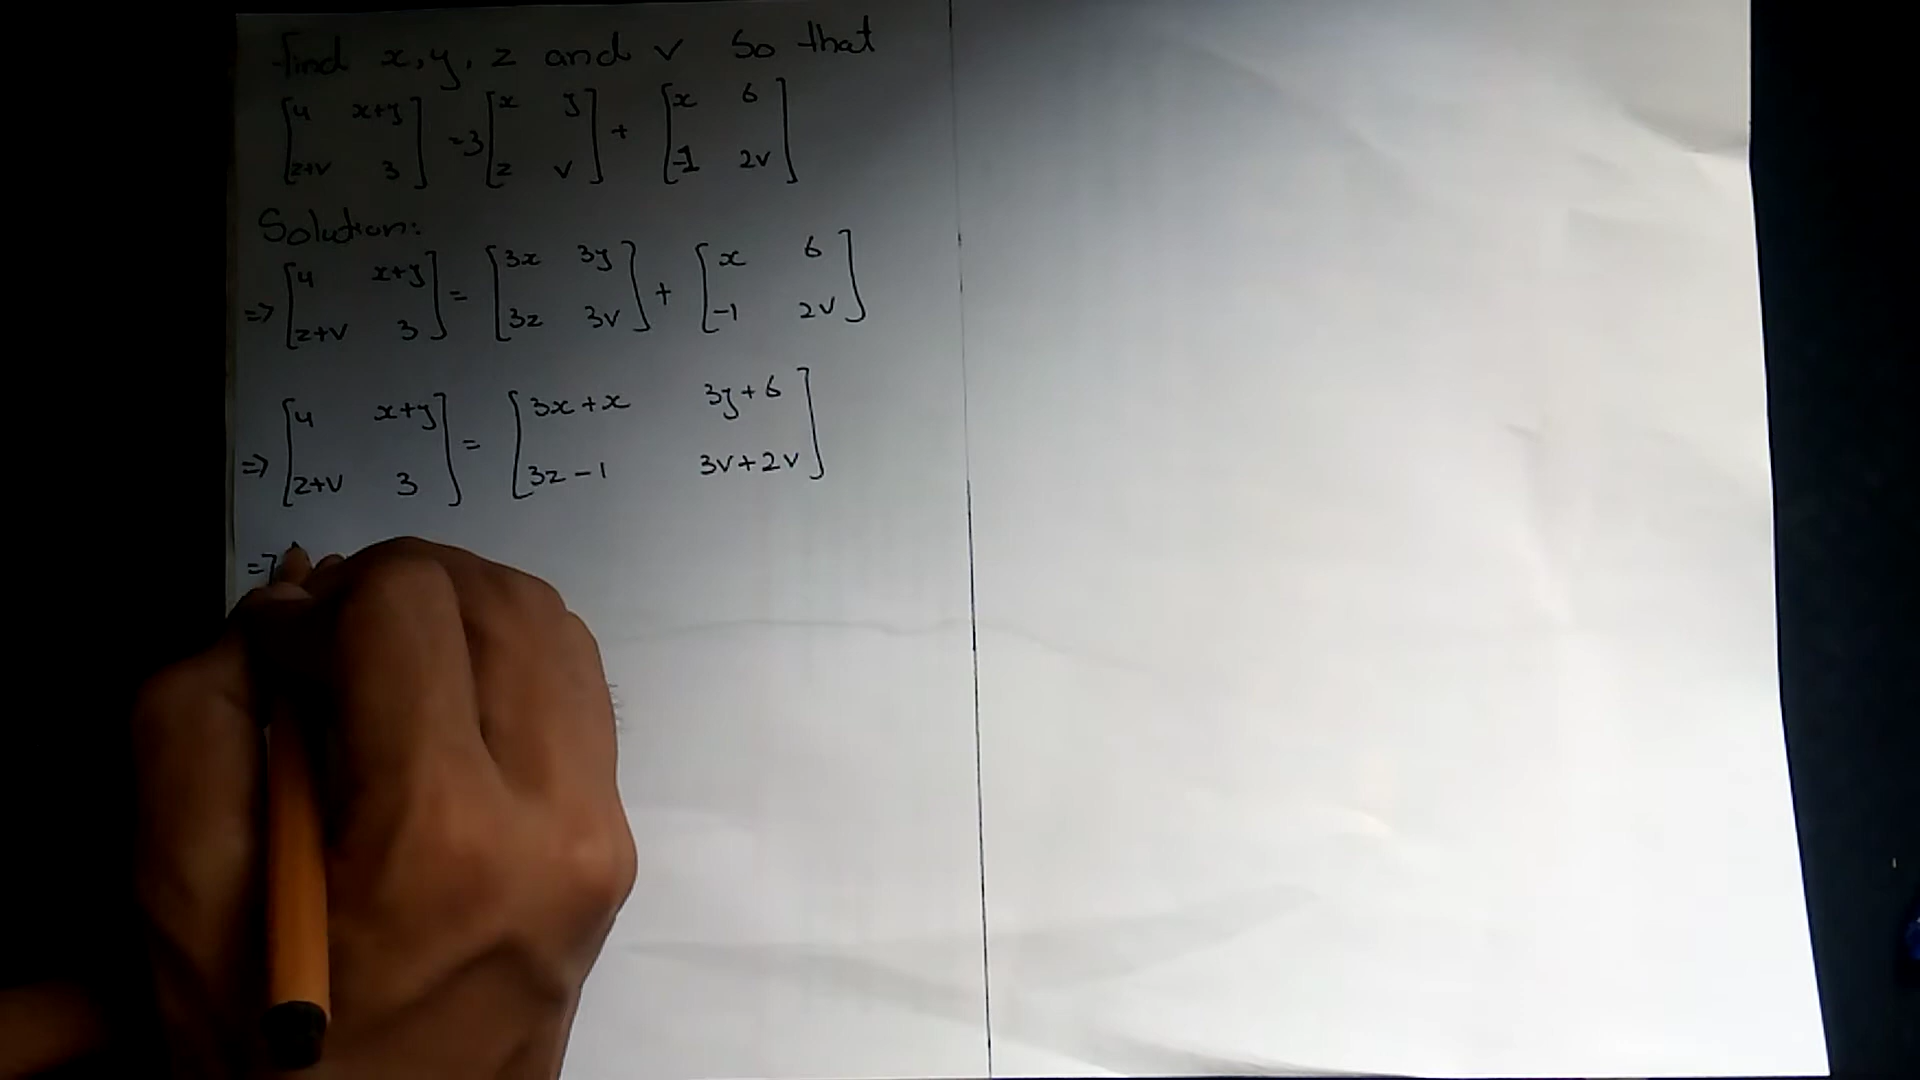 find x, y, z and v so that
[4 x+y] =3 [x y] + [x 6]
[z+v 3] [z v] [-1 2v]
Solution:
=> [4 x+y] = [3x 3y] + [x 6]
[z+v 3] [3z 3v] [-1 2v]
=> [4 x+y] = [3x+x 3y+6]
[z+v 3] [3z-1 3v+2v]
=>